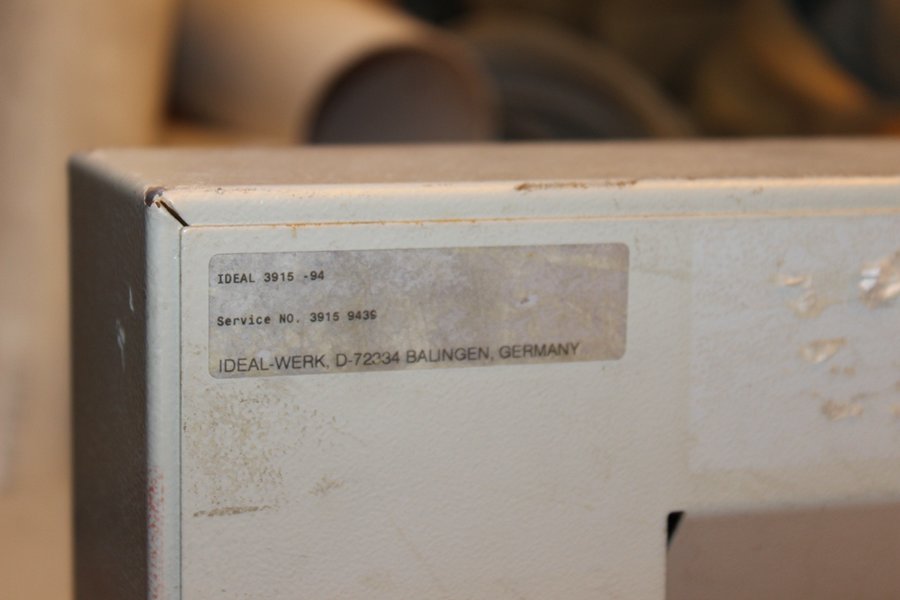 IDEAL 3915 -94
Service NO. 3915 9439
IDEAL-WERK, D-72334 BALINGEN, GERMANY